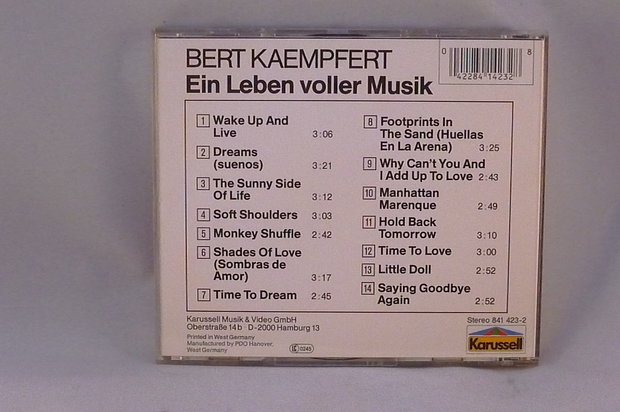 BERT KAEMPFERT
Ein Leben voller Musik
0 42284 14232 8
1 Wake Up And
Live 3:06
2 Dreams
(suenos) 3:21
3 The Sunny Side
Of Life 3:12
4 Soft Shoulders 3:03
5 Monkey Shuffle 2:42
6 Shades Of Love
(Sombras de
Amor) 3:17
7 Time To Dream 2:45
8 Footprints In
The Sand (Huellas
En La Arena) 3:25
9 Why Can't You And
I Add Up To Love 2:43
10 Manhattan
Marenque 2:49
11 Hold Back
Tomorrow 3:10
12 Time To Love 3:00
13 Little Doll 2:52
14 Saying Goodbye
Again 2:52
Karussell Musik & Video GmbH
Oberstraße 14b · D-2000 Hamburg 13
Printed in West Germany
Manufactured by PDO Hanover,
West Germany
LC 0245
Stereo 841 423-2
Karussell